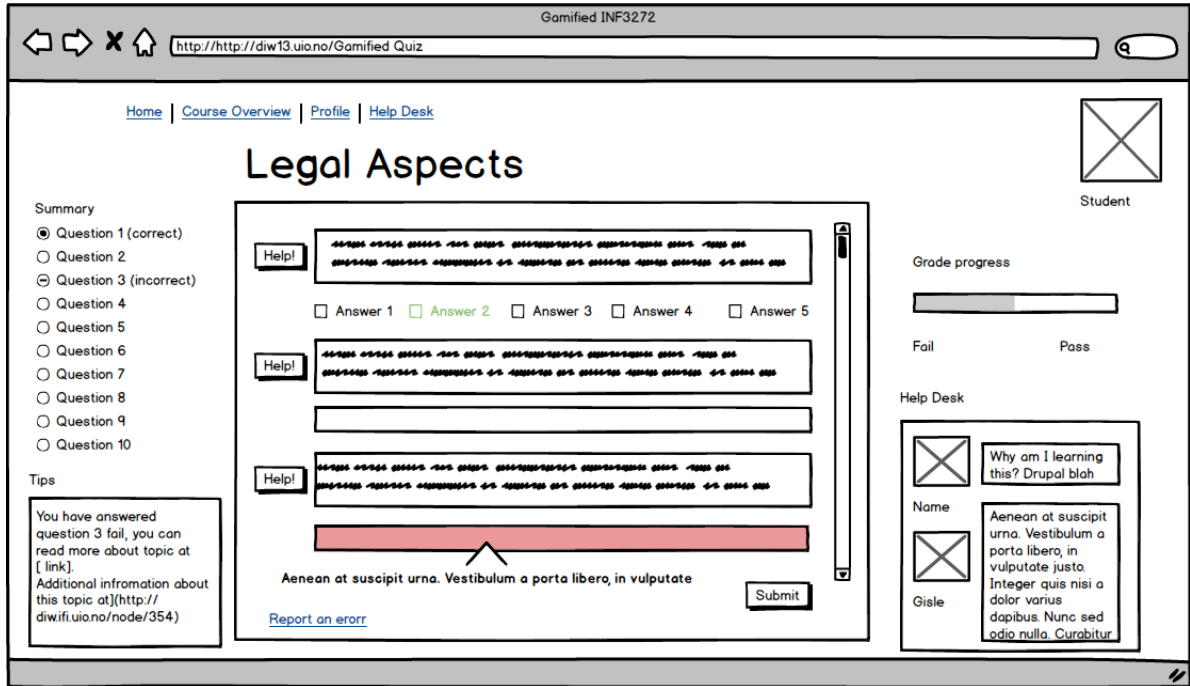 Gamified INF3272
http://http://diw13.uio.no/Gamified Quiz
Home | Course Overview | Profile | Help Desk
Legal Aspects
Student
Summary
Question 1 (correct)
Question 2
Question 3 (incorrect)
Question 4
Question 5
Question 6
Question 7
Question 8
Question 9
Question 10
Tips
You have answered
question 3 fail, you can
read more about topic at
[ link].
Additional infromation about
this topic at](http://
diw.ifi.uio.no/node/354)
Help!
Answer 1 Answer 2 Answer 3 Answer 4 Answer 5
Help!
Help!
Aenean at suscipit urna. Vestibulum a porta libero, in vulputate
Submit
Report an erorr
Grade progress
Fail Pass
Help Desk
Why am I learning
this? Drupal blah
Name
Aenean at suscipit
urna. Vestibulum a
porta libero, in
vulputate justo.
Integer quis nisi a
dolor varius
dapibus. Nunc sed
odio nulla. Curabitur
Gisle